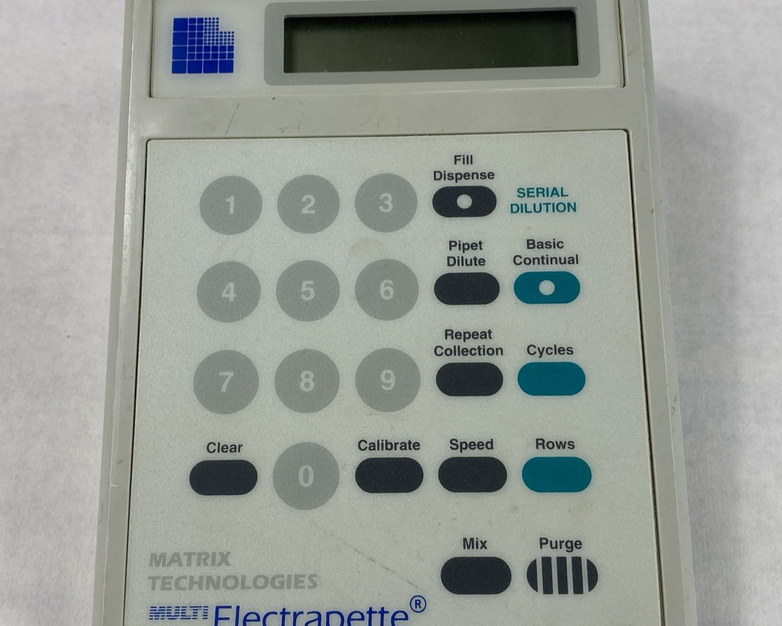 Fill
Dispense
1 2 3
SERIAL
DILUTION
Pipet
Dilute
Basic
Continual
4 5 6
Repeat
Collection
Cycles
7 8 9
Clear
0
Calibrate
Speed
Rows
Mix
Purge
MATRIX
TECHNOLOGIES
MULTI Electrapette®